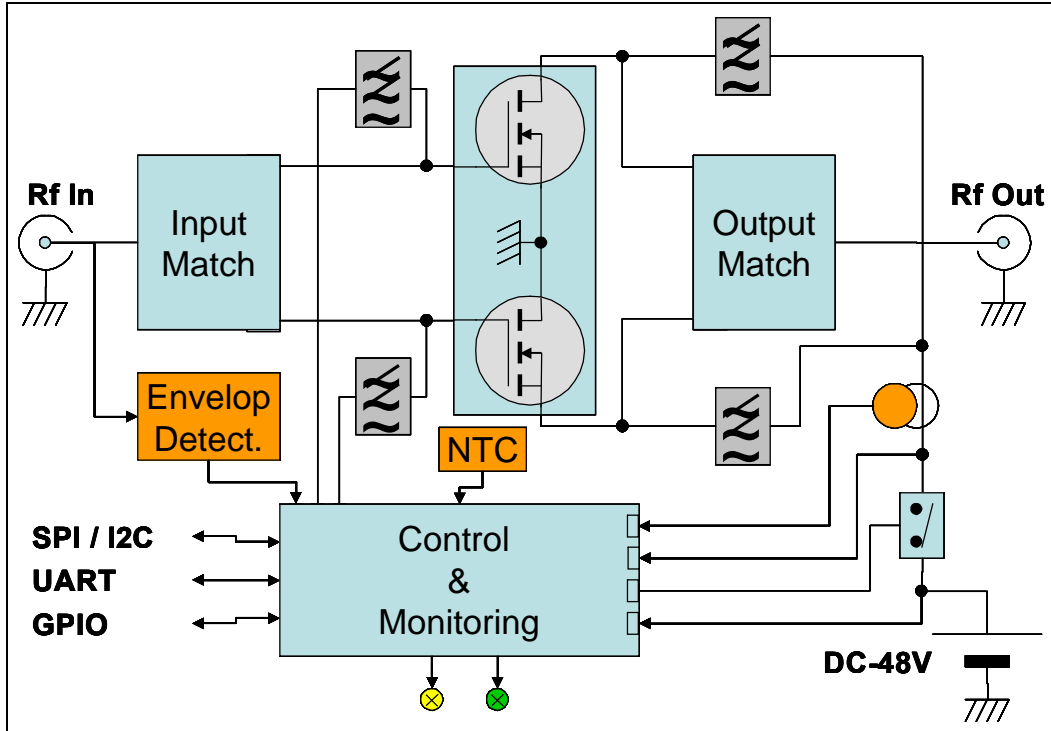 Rf In
Input
Match
Output
Match
Rf Out
Envelop
Detect.
NTC
SPI / I2C
UART
GPIO
Control
&
Monitoring
DC-48V